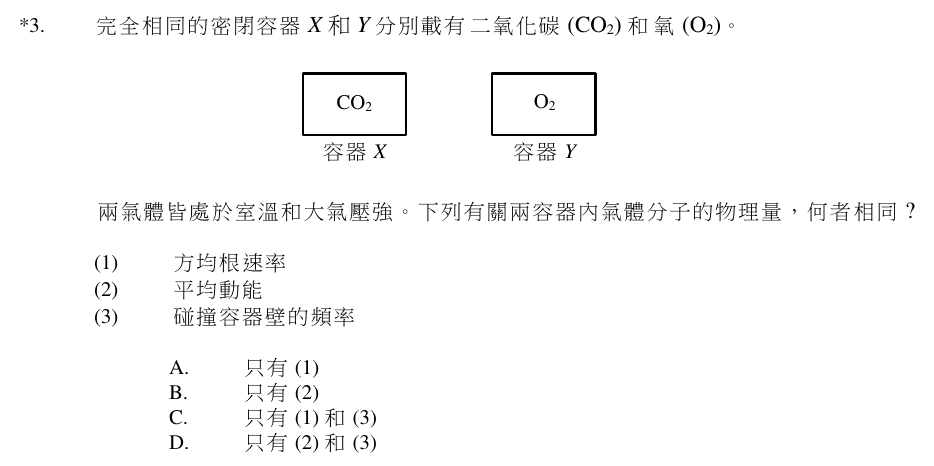 *3. 完全相同的密閉容器 X 和 Y 分別載有二氧化碳 (CO₂) 和氧 (O₂)。
CO₂ O₂
容器 X 容器 Y
兩氣體皆處於室溫和大氣壓強。下列有關兩容器內氣體分子的物理量，何者相同？
(1) 方均根速率
(2) 平均動能
(3) 碰撞容器壁的頻率
A. 只有 (1)
B. 只有 (2)
C. 只有 (1) 和 (3)
D. 只有 (2) 和 (3)